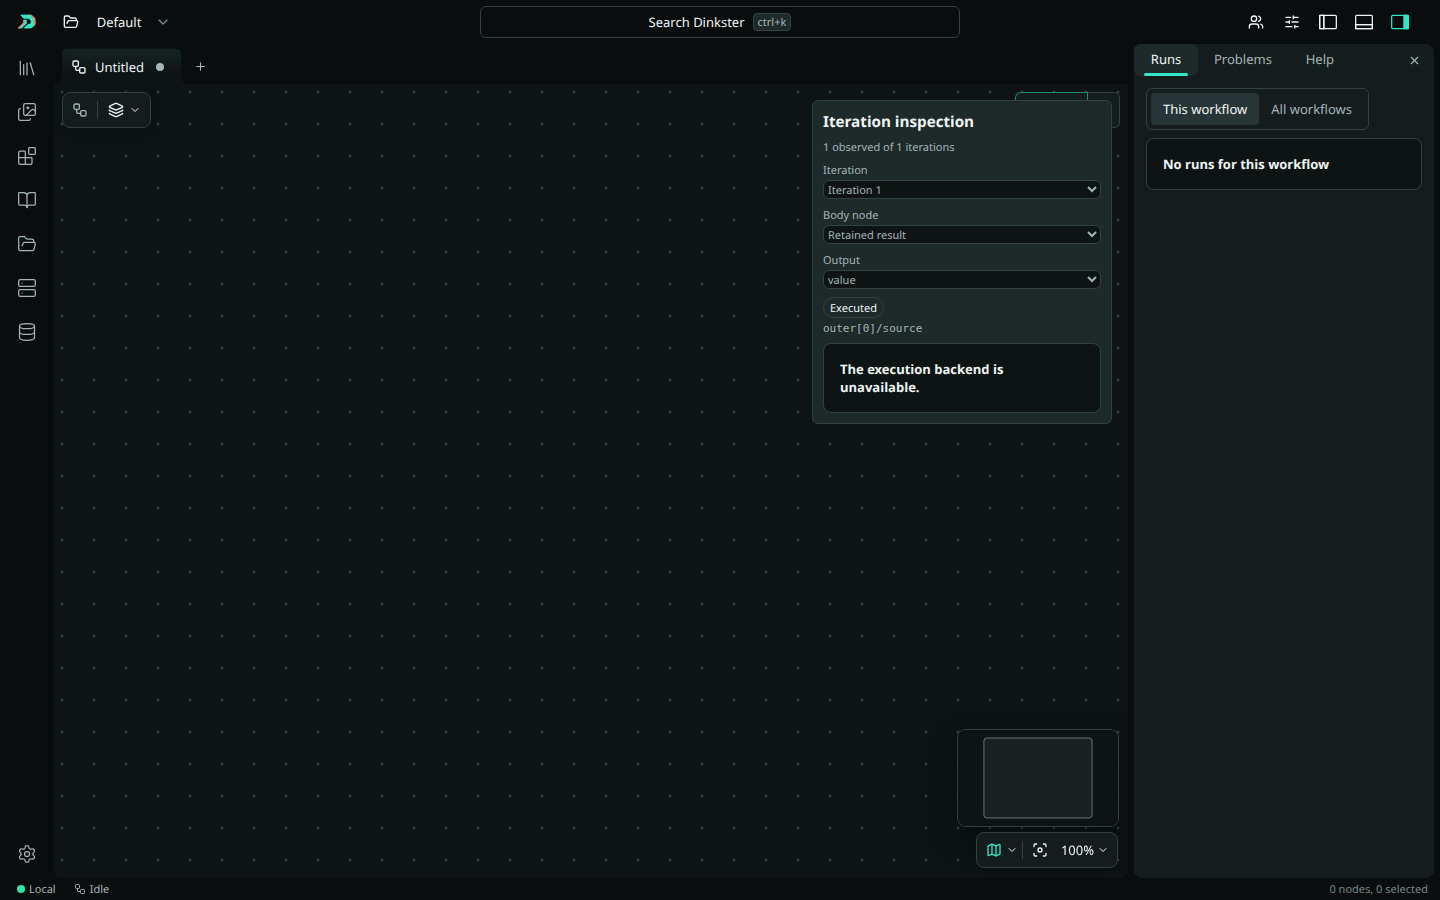 Default
Search Dinkster ctrl+k
Untitled
Runs Problems Help
This workflow All workflows
No runs for this workflow
Iteration inspection
1 observed of 1 iterations
Iteration
Iteration 1
Body node
Retained result
Output
value
Executed
outer[0]/source
The execution backend is
unavailable.
100%
Local Idle
0 nodes, 0 selected